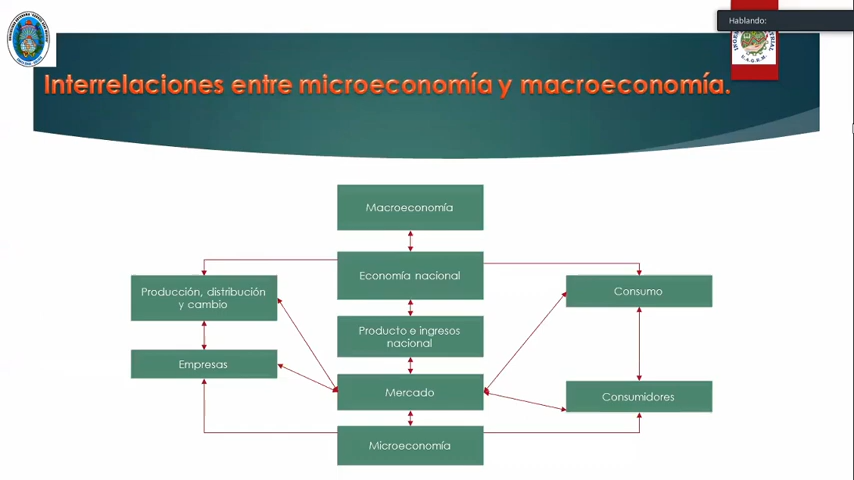 Hablando:
Interrelaciones entre microeconomía y macroeconomía.
Macroeconomía
Economía nacional
Producción, distribución
y cambio
Consumo
Producto e ingresos
nacional
Empresas
Mercado
Consumidores
Microeconomía
U.A.G.R.M.